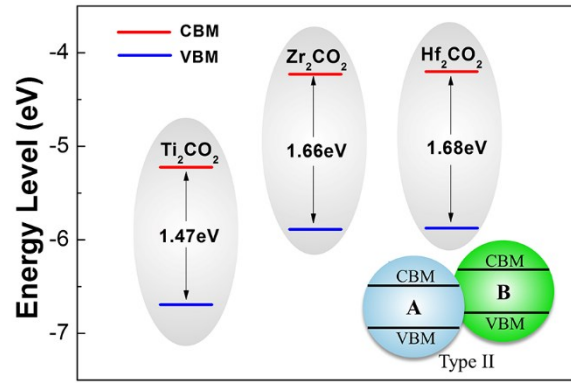 CBM
VBM
Energy Level (eV)
-4
-5
-6
-7
Ti₂CO₂
1.47eV
Zr₂CO₂
1.66eV
Hf₂CO₂
1.68eV
CBM
A
VBM
CBM
B
VBM
Type II